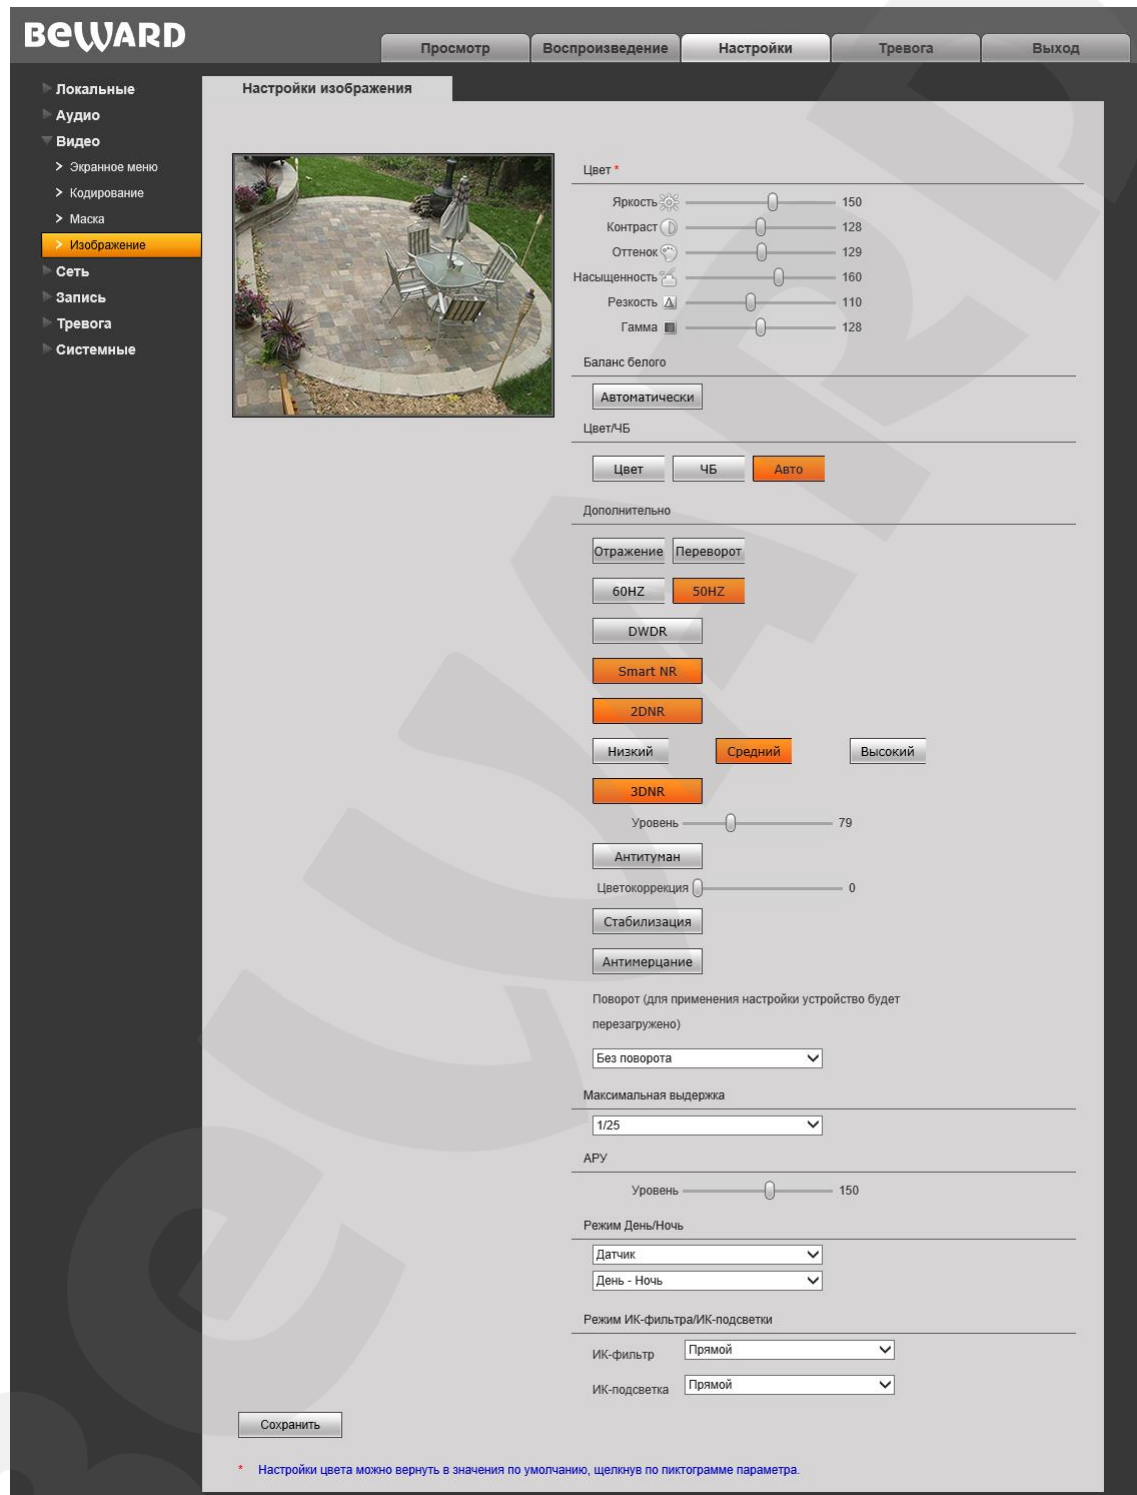 BEWARD
Просмотр Воспроизведение Настройки Тревога Выход
Локальные
Аудио
Видео
Экранное меню
Кодирование
Маска
Изображение
Сеть
Запись
Тревога
Системные
Настройки изображения
Цвет *
Яркость 150
Контраст 128
Оттенок 129
Насыщенность 160
Резкость 110
Гамма 128
Баланс белого
Автоматически
Цвет/ЧБ
Цвет ЧБ Авто
Дополнительно
Отражение Переворот
60HZ 50HZ
DWDR
Smart NR
2DNR
Низкий Средний Высокий
3DNR
Уровень 79
Антитуман
Цветокоррекция 0
Стабилизация
Антимерцание
Поворот (для применения настройки устройство будет
перезагружено)
Без поворота
Максимальная выдержка
1/25
АРУ
Уровень 150
Режим День/Ночь
Датчик
День - Ночь
Режим ИК-фильтра/ИК-подсветки
ИК-фильтр Прямой
ИК-подсветка Прямой
Сохранить
* Настройки цвета можно вернуть в значения по умолчанию, щелкнув по пиктограмме параметра.